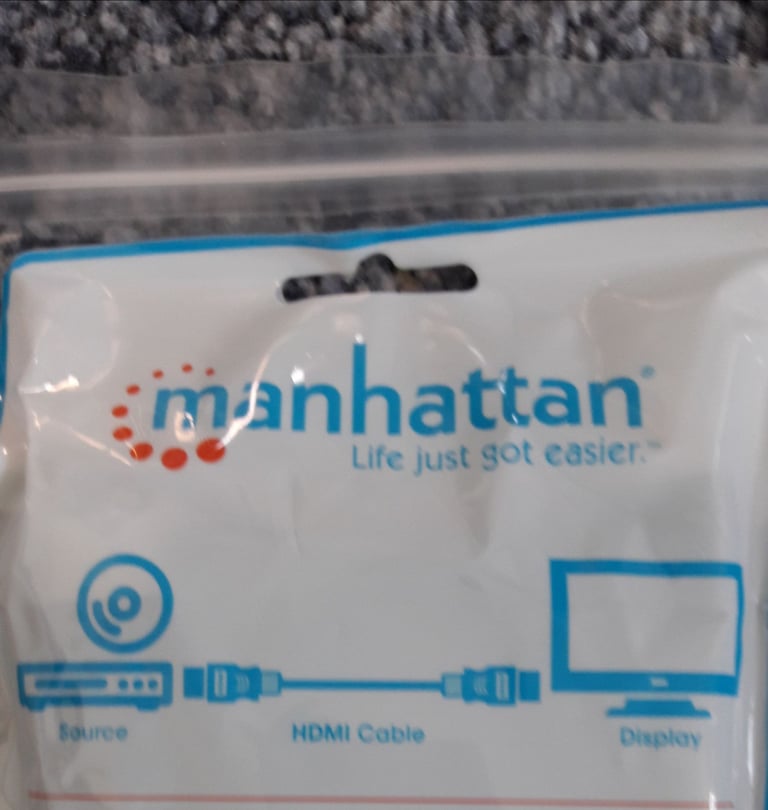 manhattan®
Life just got easier.™
Source
HDMI Cable
Display